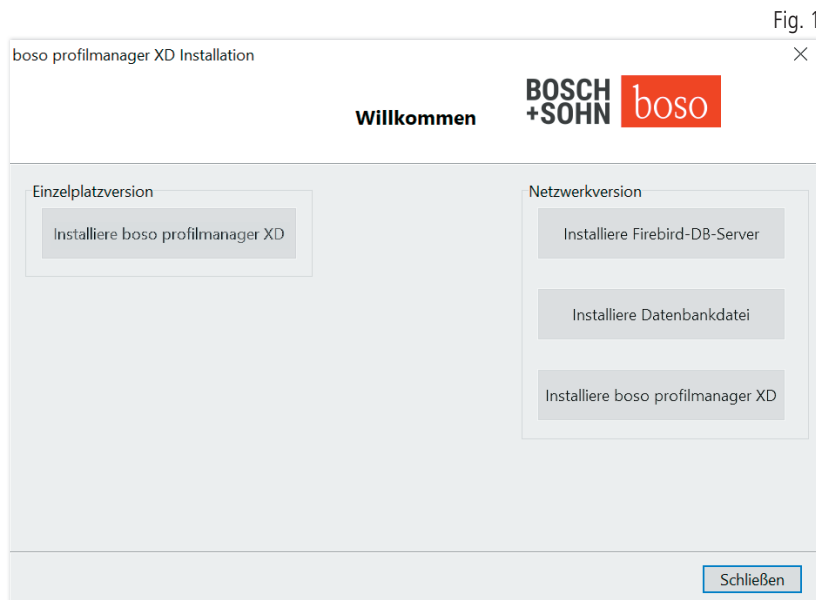 Fig. 1
boso profilmanager XD Installation
Willkommen
BOSCH
+SOHN
boso
Einzelplatzversion
Installiere boso profilmanager XD
Netzwerkversion
Installiere Firebird-DB-Server
Installiere Datenbankdatei
Installiere boso profilmanager XD
Schließen